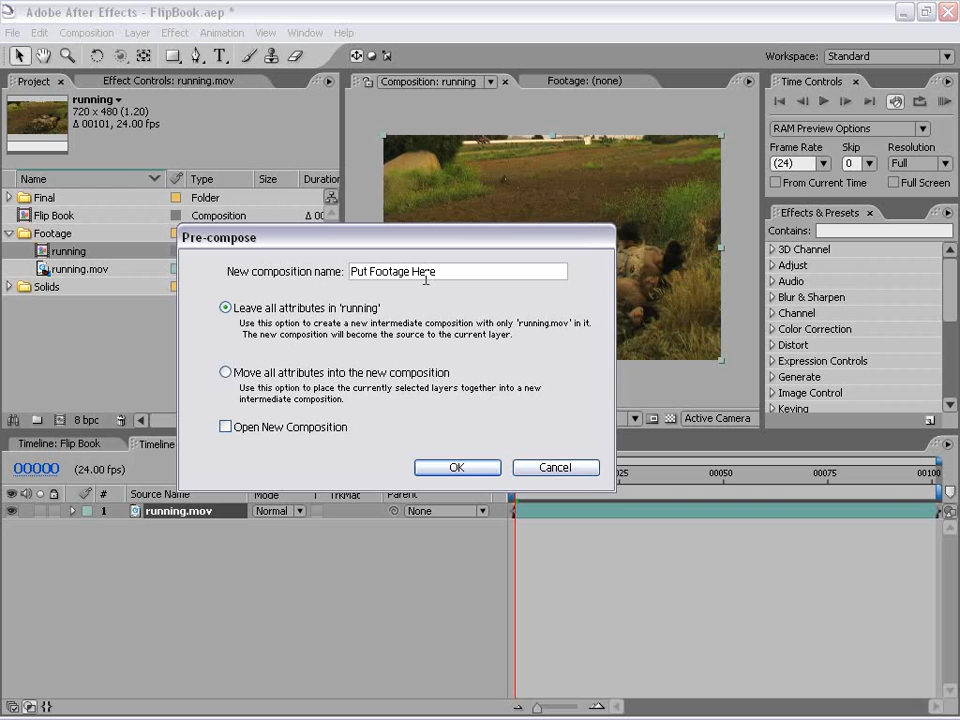 Adobe After Effects - FlipBook.aep *
File Edit Composition Layer Effect Animation View Window Help
Workspace: Standard
Project Effect Controls: running.mov
Composition: running Footage: (none)
Time Controls
running
720 x 480 (1.20)
Δ 00101, 24.00 fps
RAM Preview Options
Frame Rate Skip Resolution
(24) 0 Full
From Current Time Full Screen
Name Type Size Duration
Final Folder
Flip Book Composition Δ 00
Footage
running
running.mov
Solids
8 bpc
Effects & Presets
Contains:
3D Channel
Adjust
Audio
Blur & Sharpen
Channel
Color Correction
Distort
Expression Controls
Generate
Image Control
Keying
Pre-compose
New composition name: Put Footage Here
Leave all attributes in 'running'
Use this option to create a new intermediate composition with only 'running.mov' in it.
The new composition will become the source to the current layer.
Move all attributes into the new composition
Use this option to place the currently selected layers together into a new
intermediate composition.
Open New Composition
OK Cancel
Active Camera
Timeline: Flip Book Timeline
00000 (24.00 fps)
025 00050 00075 00100
# Source Name Mode T TrkMat Parent
1 running.mov Normal None